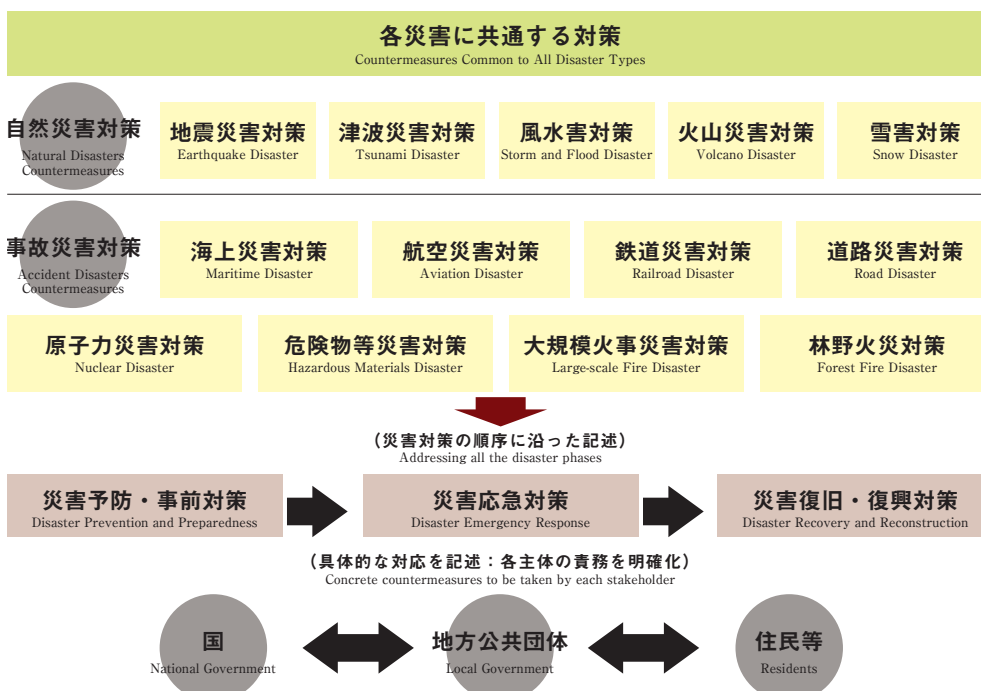 各災害に共通する対策
Countermeasures Common to All Disaster Types
自然災害対策
Natural Disasters
Countermeasures
地震災害対策
Earthquake Disaster
津波災害対策
Tsunami Disaster
風水害対策
Storm and Flood Disaster
火山災害対策
Volcano Disaster
雪害対策
Snow Disaster
事故災害対策
Accident Disasters
Countermeasures
海上災害対策
Maritime Disaster
航空災害対策
Aviation Disaster
鉄道災害対策
Railroad Disaster
道路災害対策
Road Disaster
原子力災害対策
Nuclear Disaster
危険物等災害対策
Hazardous Materials Disaster
大規模火事災害対策
Large-scale Fire Disaster
林野火災対策
Forest Fire Disaster
(災害対策の順序に沿った記述)
Addressing all the disaster phases
災害予防・事前対策
Disaster Prevention and Preparedness
災害応急対策
Disaster Emergency Response
災害復旧・復興対策
Disaster Recovery and Reconstruction
(具体的な対応を記述：各主体の責務を明確化)
Concrete countermeasures to be taken by each stakeholder
国
National Government
地方公共団体
Local Government
住民等
Residents